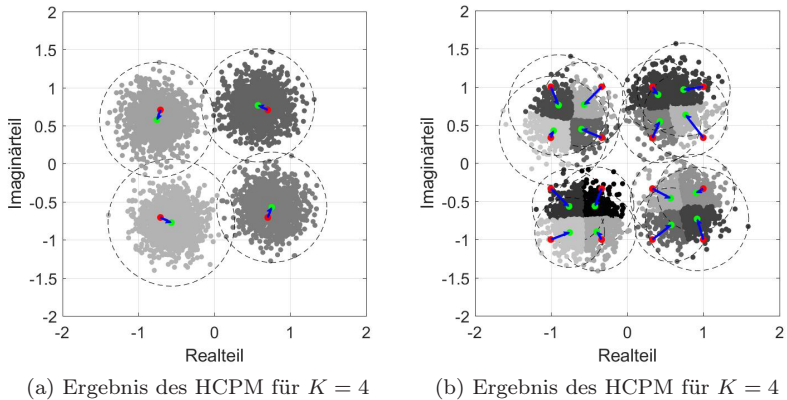 2
1.5
1
0.5
0
-0.5
-1
-1.5
-2
Imaginärteil
-2 -1 0 1 2
Realteil
(a) Ergebnis des HCPM für K = 4
2
1.5
1
0.5
0
-0.5
-1
-1.5
-2
Imaginärteil
-2 -1 0 1 2
Realteil
(b) Ergebnis des HCPM für K = 4